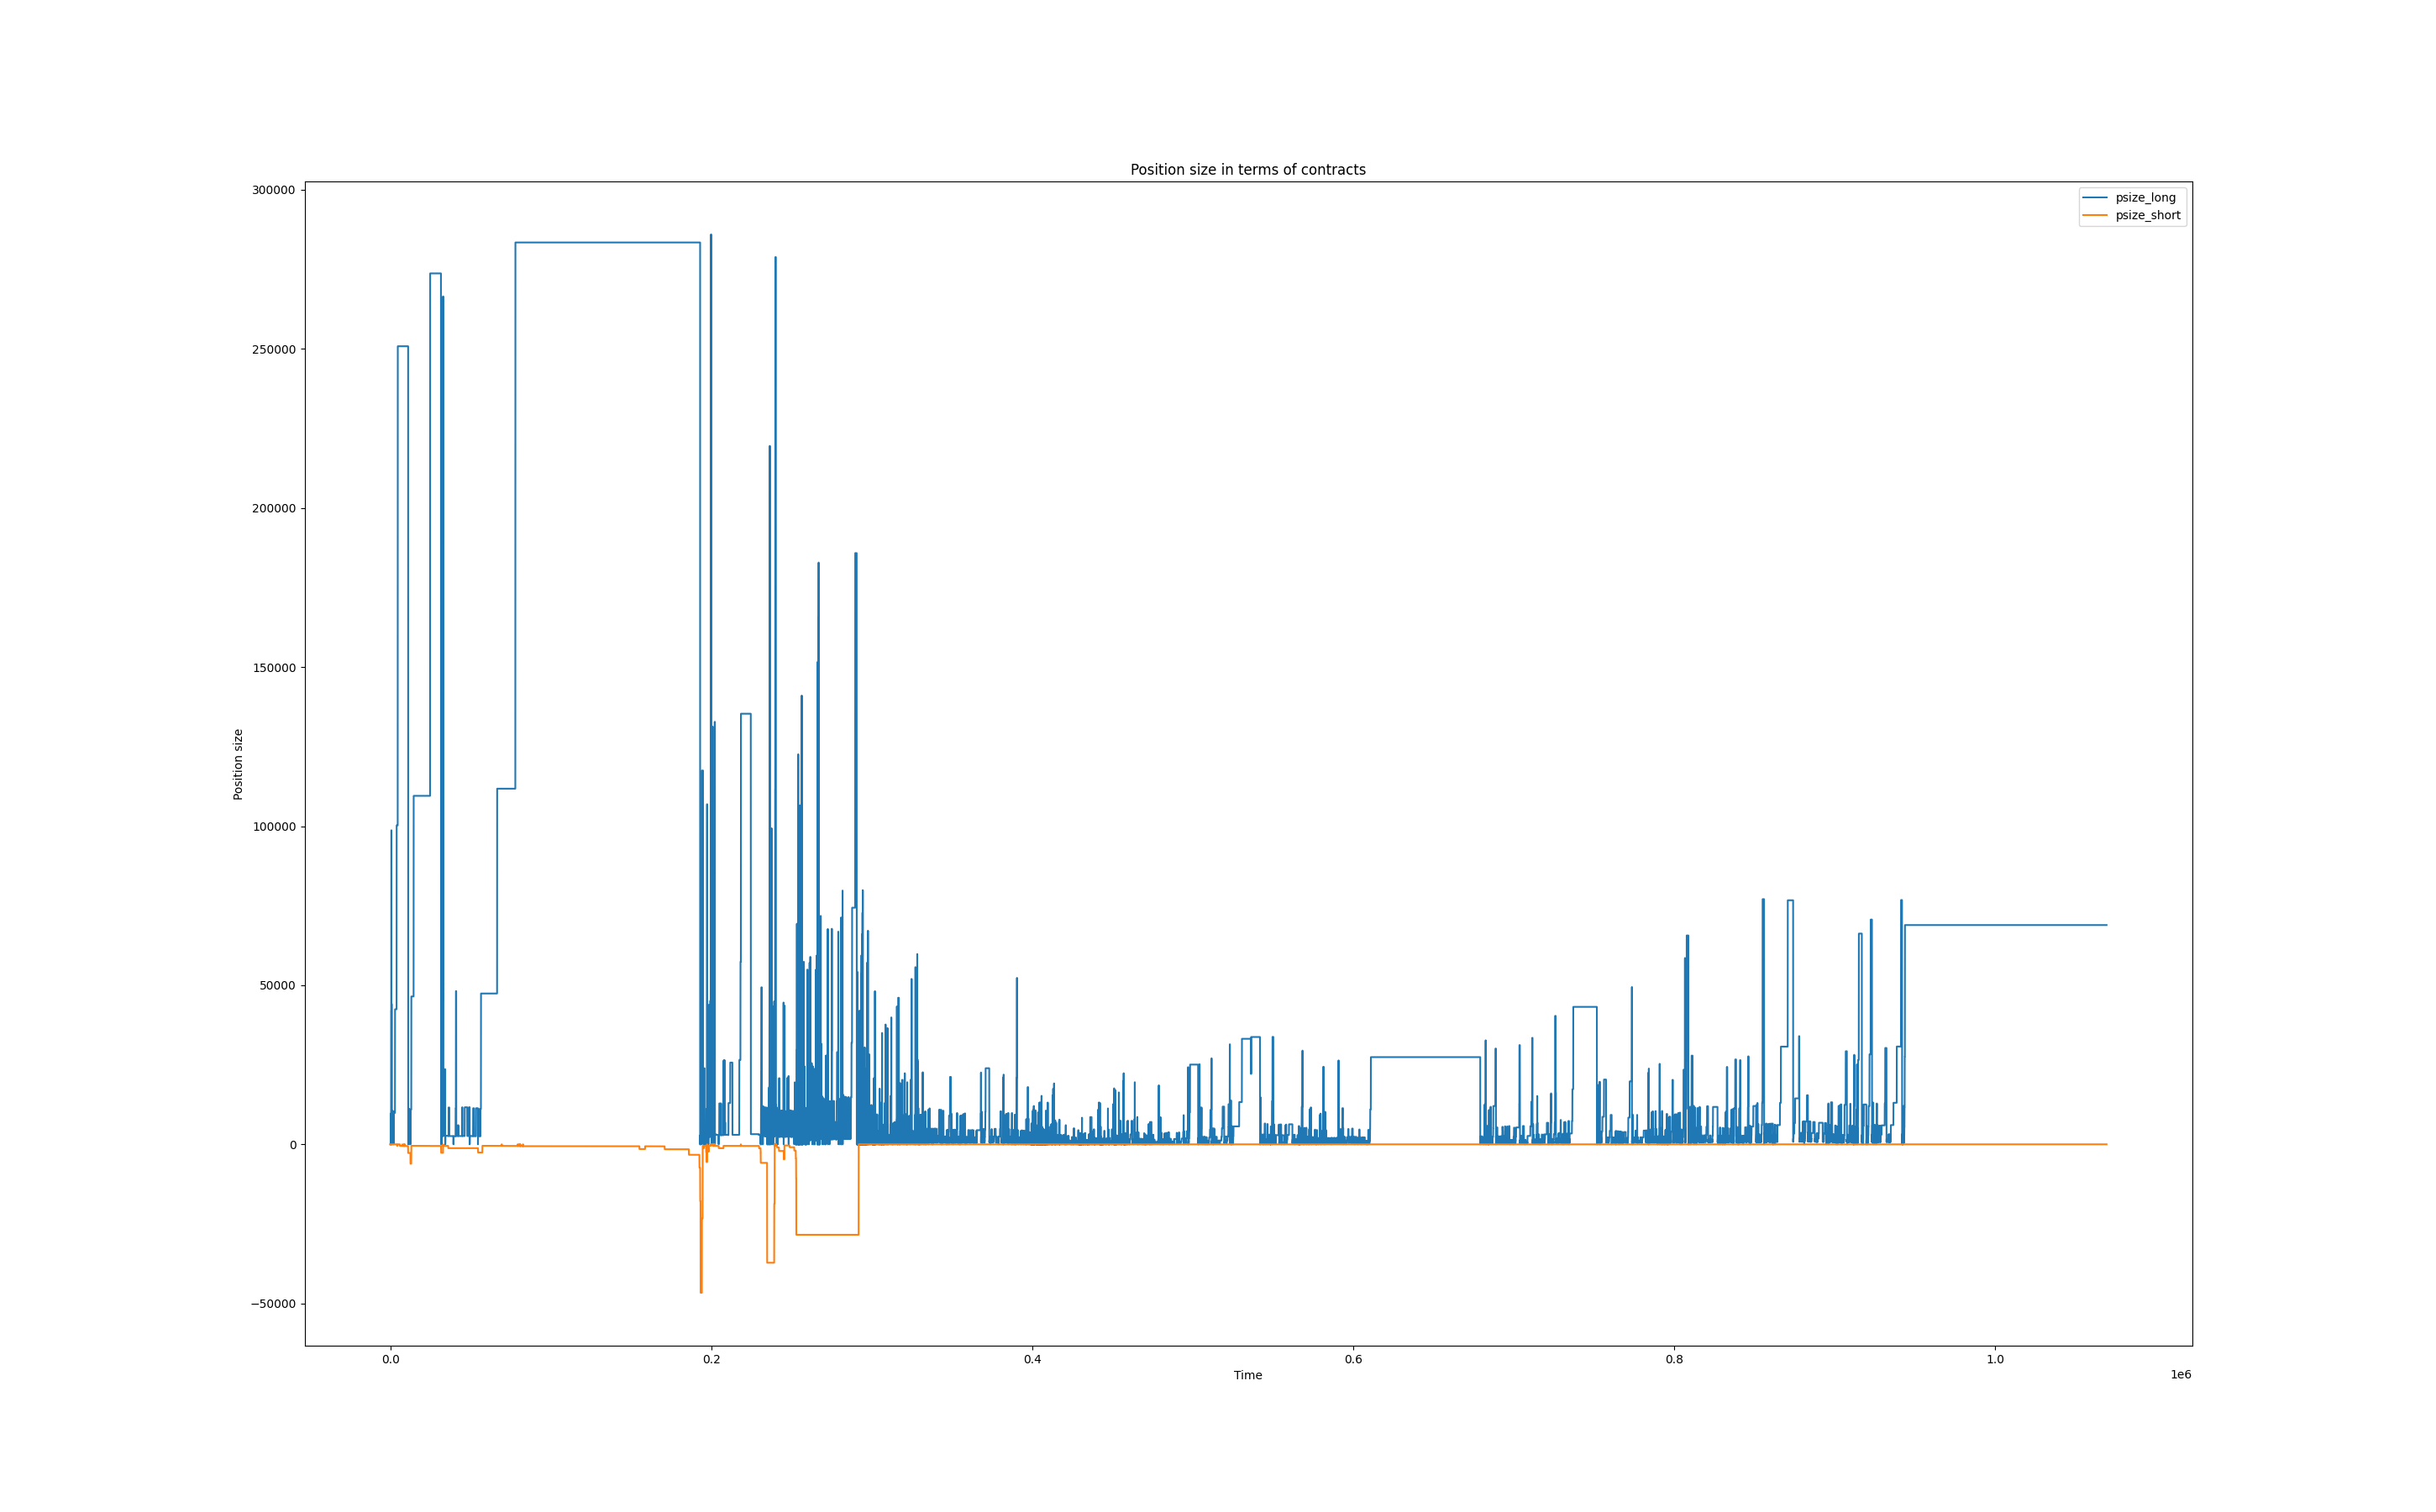 Position size in terms of contracts
psize_long
psize_short
Position size
300000
250000
200000
150000
100000
50000
0
−50000
0.0 0.2 0.4 0.6 0.8 1.0
Time
1e6